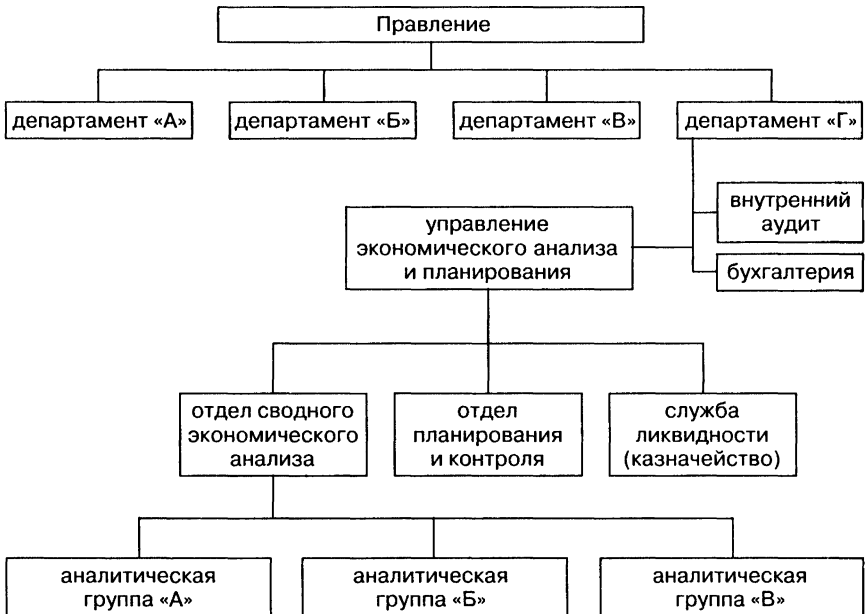 Правление
департамент «А»
департамент «Б»
департамент «В»
департамент «Г»
внутренний
аудит
управление
экономического анализа
и планирования
бухгалтерия
отдел сводного
экономического
анализа
отдел
планирования
и контроля
служба
ликвидности
(казначейство)
аналитическая
группа «А»
аналитическая
группа «Б»
аналитическая
группа «В»